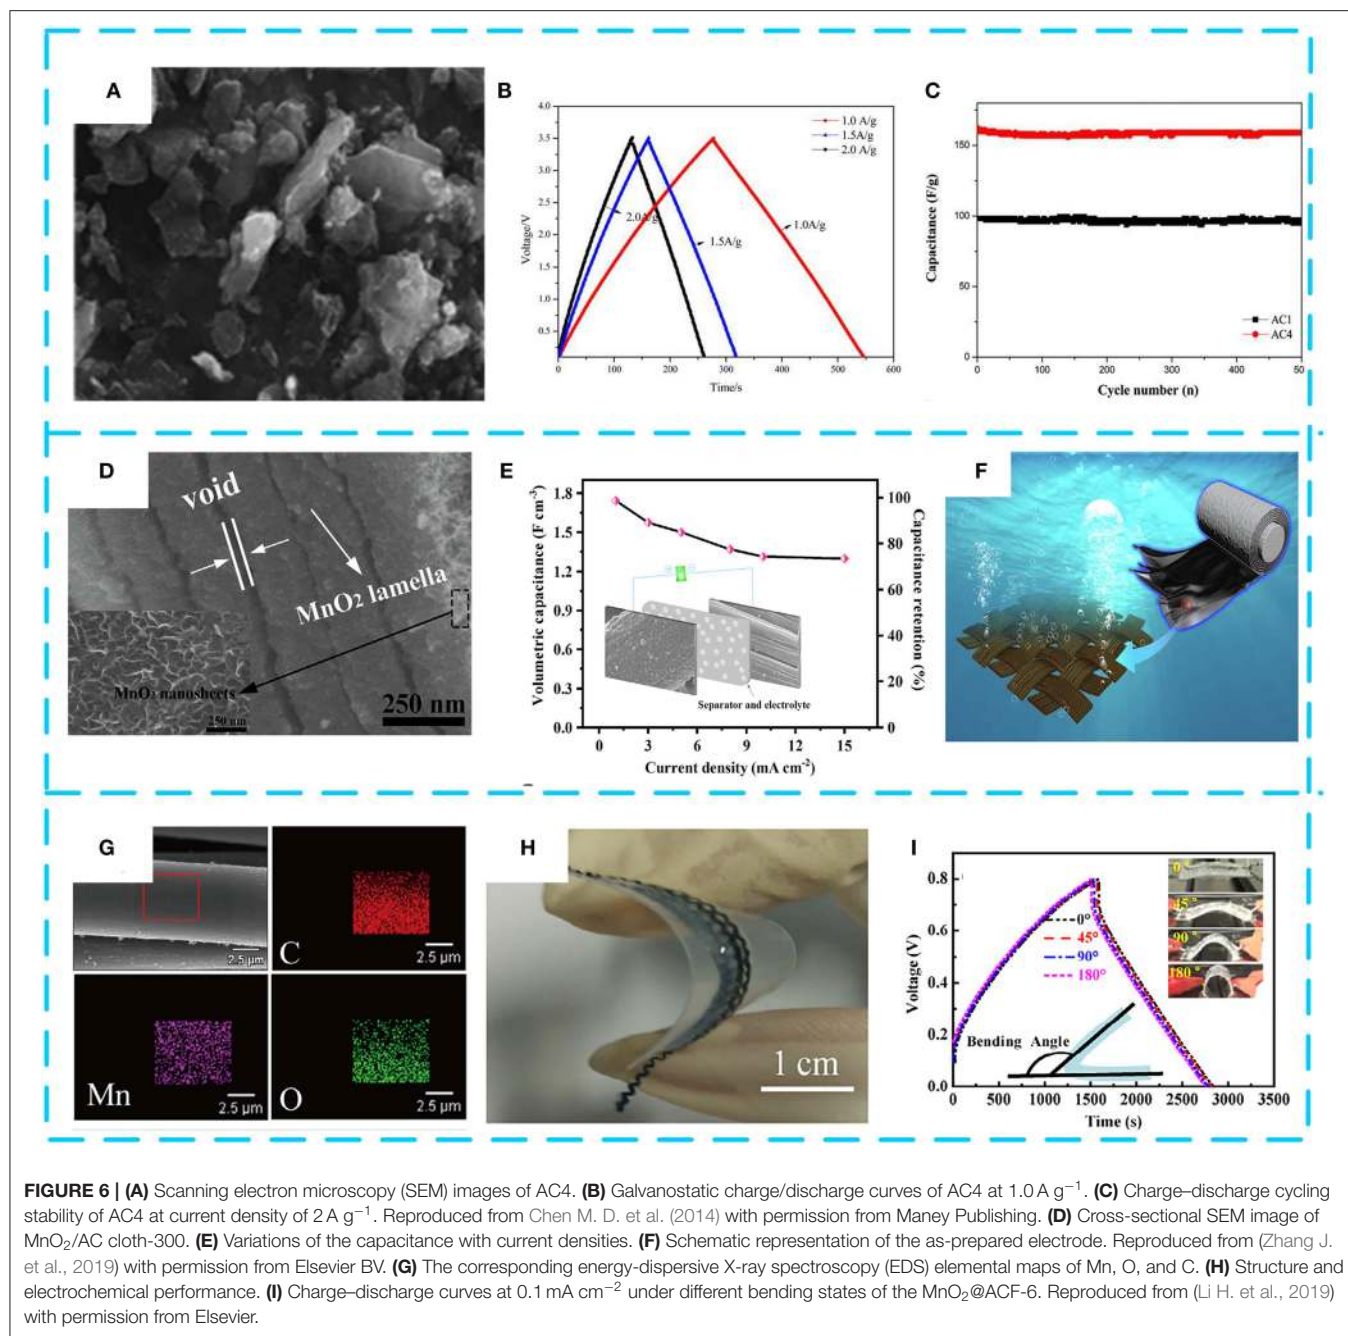 A
B
4.0
3.5
3.0
2.5
2.0
1.5
1.0
0.5
Voltage/V
1.0 A/g
1.5A/g
2.0 A/g
2.0A/g
1.5A/g
1.0A/g
0
100
200
300
400
500
600
Time/s
C
150
100
50
0
Capacitance (F/g)
AC1
AC4
0
100
200
300
400
50
Cycle number (n)
D
void
MnO₂ lamella
MnO₂ nanosheets
250 nm
250 nm
E
1.8
1.5
1.2
0.9
0.6
0.3
0.0
Volumetric capacitance (F cm⁻³)
100
80
60
40
20
0
Capacitance retention (%)
Separator and electrolyte
0
3
6
9
12
15
Current density (mA cm⁻²)
F
G
2.5 μm
C
2.5 μm
Mn
2.5 μm
O
2.5 μm
H
1 cm
I
0.8
0.6
0.4
0.2
0.0
Voltage (V)
0°
45°
90°
180°
0 °
45 °
90 °
180 °
Bending Angle
0
500
1000
1500
2000
2500
3000
3500
Time (s)
FIGURE 6 | (A) Scanning electron microscopy (SEM) images of AC4. (B) Galvanostatic charge/discharge curves of AC4 at 1.0 A g⁻¹. (C) Charge–discharge cycling
stability of AC4 at current density of 2 A g⁻¹. Reproduced from Chen M. D. et al. (2014) with permission from Maney Publishing. (D) Cross-sectional SEM image of
MnO₂/AC cloth-300. (E) Variations of the capacitance with current densities. (F) Schematic representation of the as-prepared electrode. Reproduced from (Zhang J.
et al., 2019) with permission from Elsevier BV. (G) The corresponding energy-dispersive X-ray spectroscopy (EDS) elemental maps of Mn, O, and C. (H) Structure and
electrochemical performance. (I) Charge–discharge curves at 0.1 mA cm⁻² under different bending states of the MnO₂@ACF-6. Reproduced from (Li H. et al., 2019)
with permission from Elsevier.